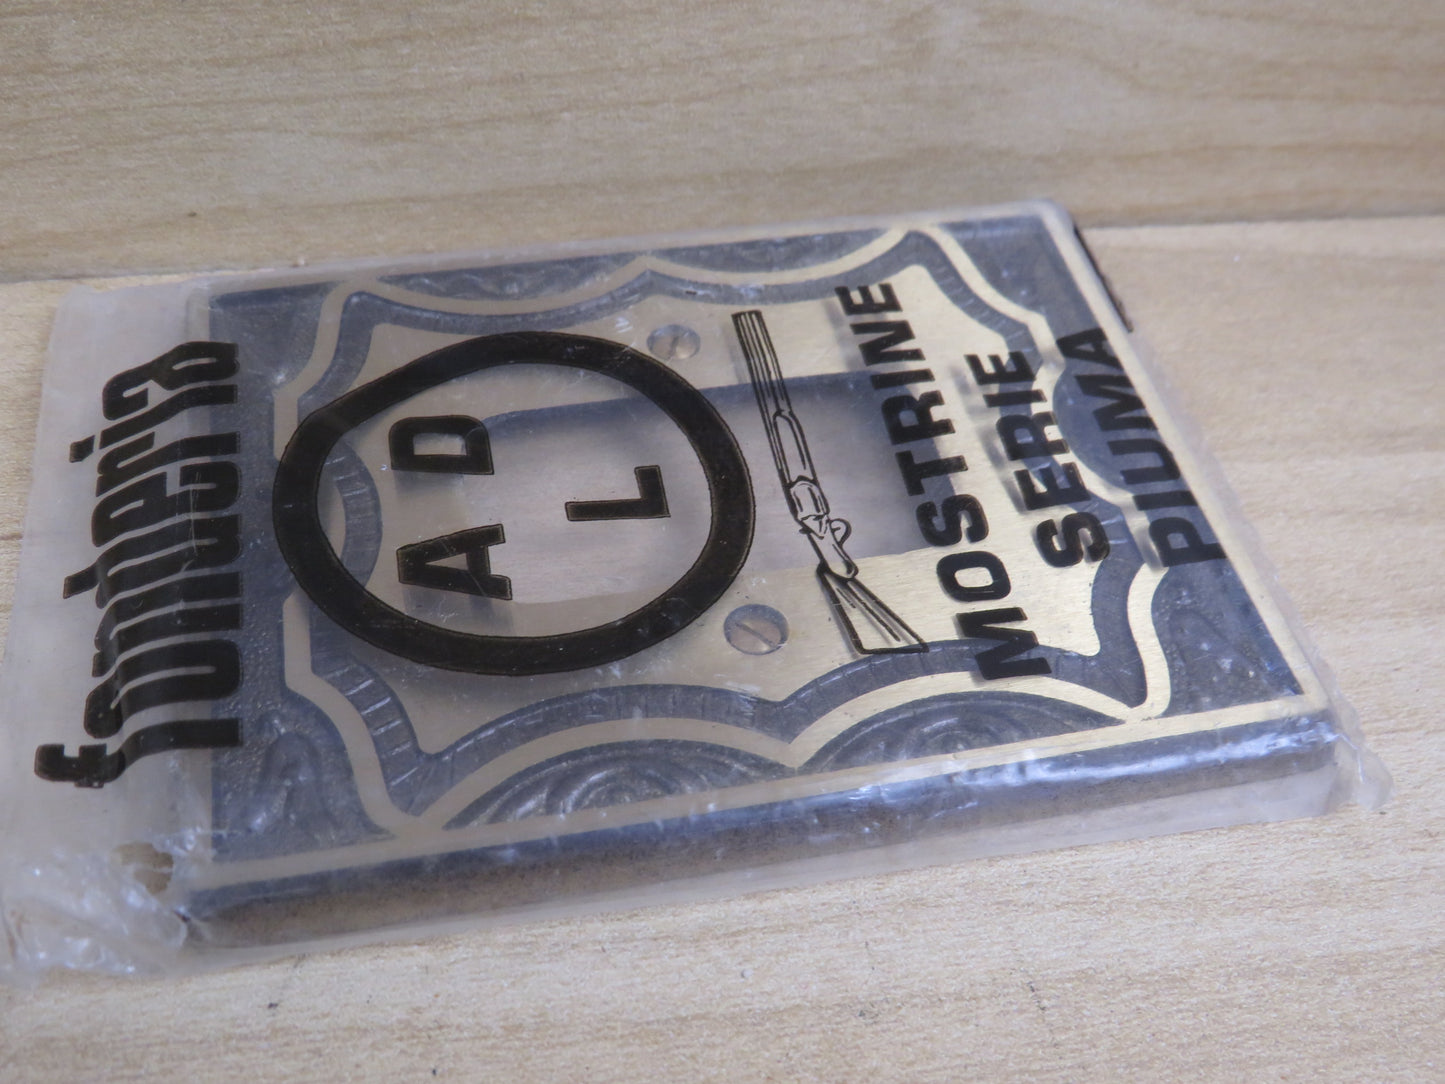 fonderia
A D
L
MOSTRINE
SERIE
PIUMA